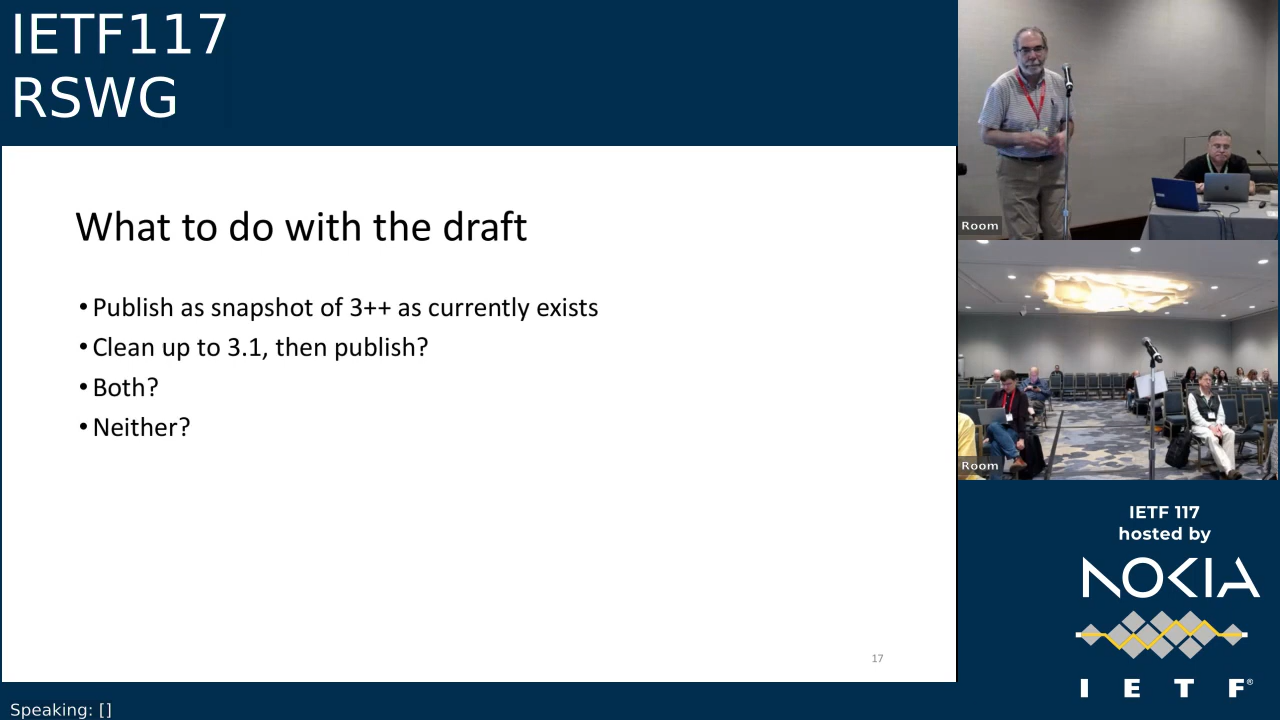 IETF117
RSWG
What to do with the draft
•Publish as snapshot of 3++ as currently exists
•Clean up to 3.1, then publish?
•Both?
•Neither?
17
Speaking: []
Room
Room
IETF 117
hosted by
NOKIA
I E T F®